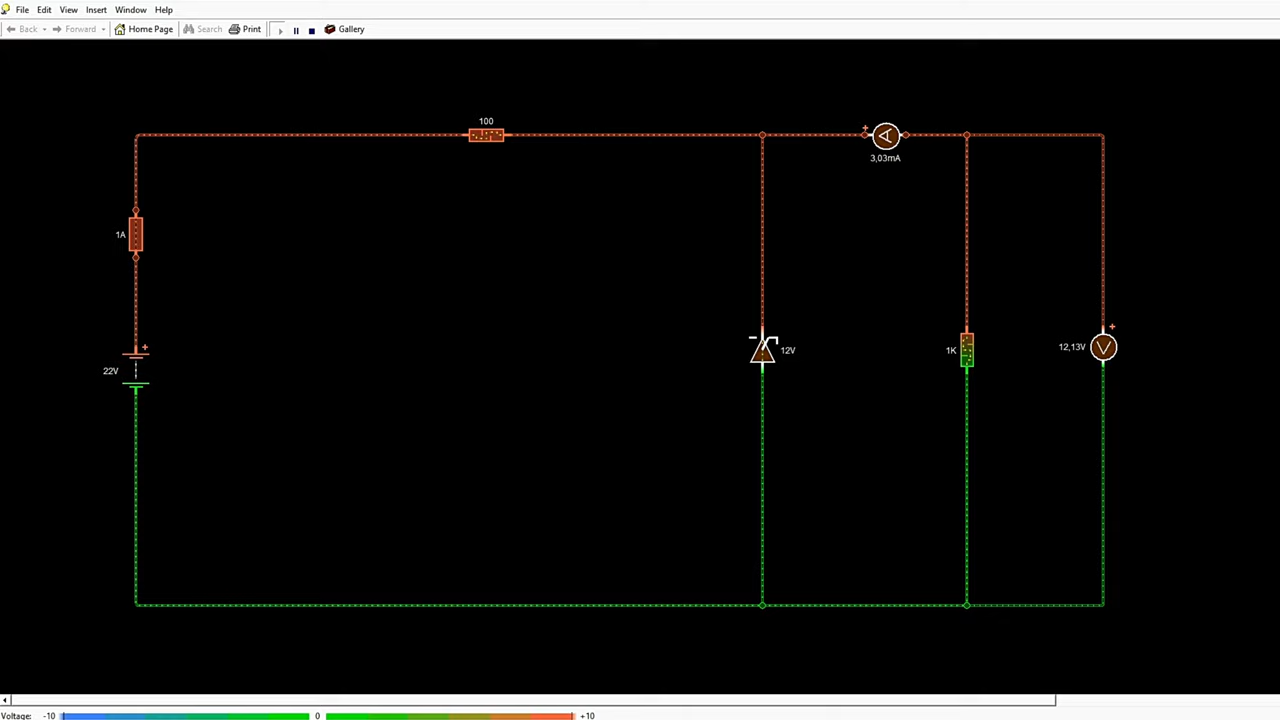 File Edit View Insert Window Help
Back Forward Home Page Search Print Gallery
100
3,03mA
1A
22V
12V
1K
12,13V
Voltage: -10 0 +10